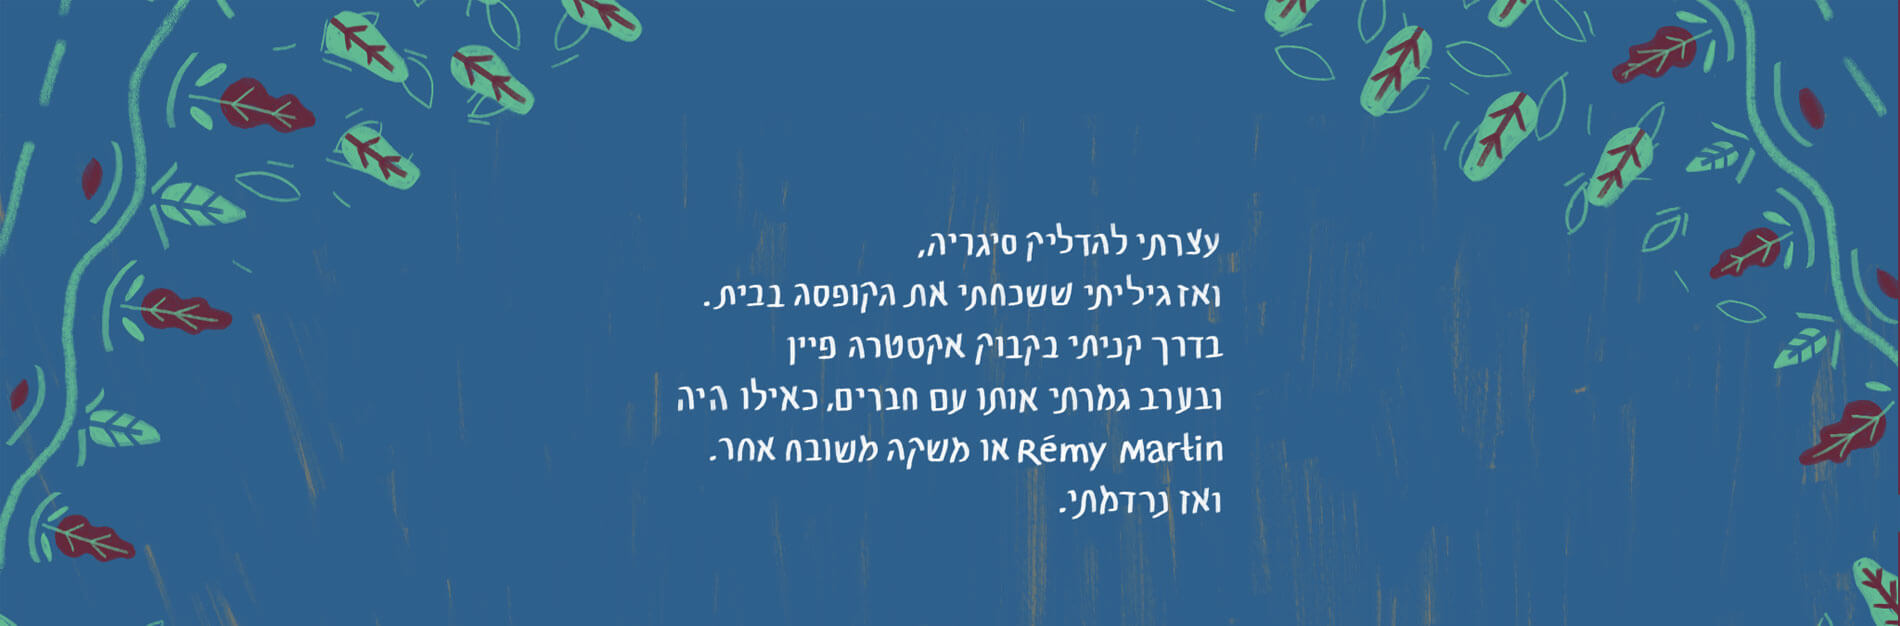 עצרתי להדליק סיגריה,
ואז גיליתי ששכחתי את הקופסה בבית.
בדרך קניתי בקבוק אקסטרה פיין
ובערב גמרתי אותו עם חברים, כאילו היה
Rémy Martin או משקה משובח אחר.
ואז נרדמתי.